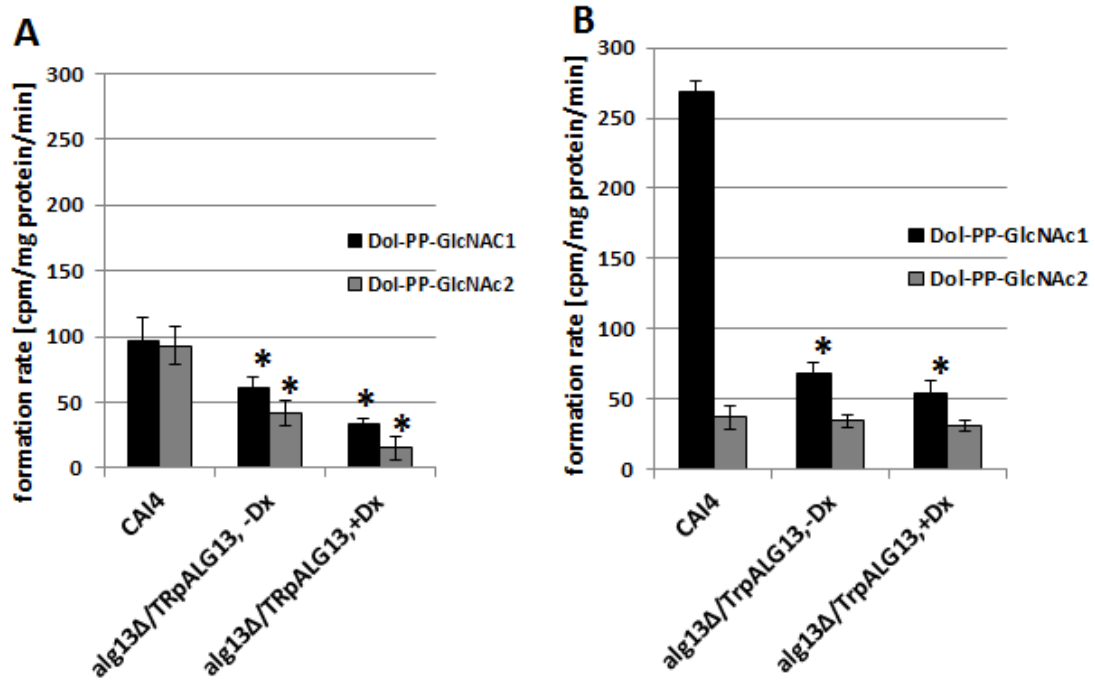 A
formation rate [cpm/mg protein/min]
300
250
200
150
100
50
0
Dol-PP-GlcNAC1
Dol-PP-GlcNAc2
*
*
*
*
CAI4
alg13Δ/TRpALG13, -Dx
alg13Δ/TRpALG13,+Dx
B
formation rate [cpm/mg protein/min]
300
250
200
150
100
50
0
Dol-PP-GlcNAc1
Dol-PP-GlcNAc2
*
*
CAI4
alg13Δ/TrpALG13,-Dx
alg13Δ/TrpALG13,+Dx